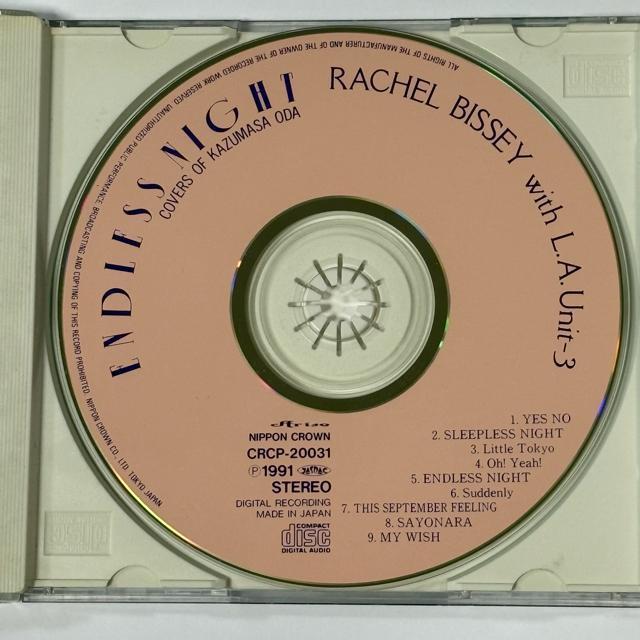 ALL RIGHTS OF THE MANUFACTURER AND OF THE OWNER OF THE RECORDED WORK RESERVED. UNAUTHORIZED PUBLIC PERFORMANCE, BROADCASTING AND COPYING OF THIS RECORD PROHIBITED. NIPPON CROWN CO., LTD. TOKYO JAPAN
ENDLESS NIGHT
COVERS OF KAZUMASA ODA
RACHEL BISSEY with L.A. Unit-3
NIPPON CROWN
CRCP-20031
Ⓟ1991 JASRAC
STEREO
DIGITAL RECORDING
MADE IN JAPAN
COMPACT
disc
DIGITAL AUDIO
1. YES NO
2. SLEEPLESS NIGHT
3. Little Tokyo
4. Oh! Yeah!
5. ENDLESS NIGHT
6. Suddenly
7. THIS SEPTEMBER FEELING
8. SAYONARA
9. MY WISH
COMPACT
disc